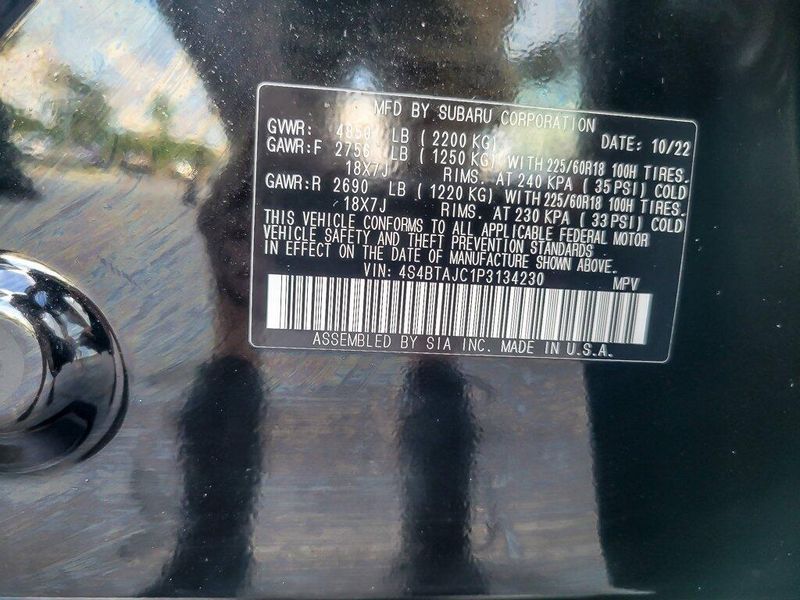 MFD BY SUBARU CORPORATION
GVWR: 4850 LB ( 2200 KG) DATE: 10/22
GAWR:F 2756 LB ( 1250 KG) WITH 225/60R18 100H TIRES.
18X7J RIMS. AT 240 KPA ( 35 PSI) COLD
GAWR:R 2690 LB ( 1220 KG) WITH 225/60R18 100H TIRES.
18X7J RIMS. AT 230 KPA ( 33 PSI) COLD
THIS VEHICLE CONFORMS TO ALL APPLICABLE FEDERAL MOTOR
VEHICLE SAFETY AND THEFT PREVENTION STANDARDS
IN EFFECT ON THE DATE OF MANUFACTURE SHOWN ABOVE.
VIN: 4S4BTAJC1P3134230 MPV
ASSEMBLED BY SIA INC. MADE IN U.S.A.